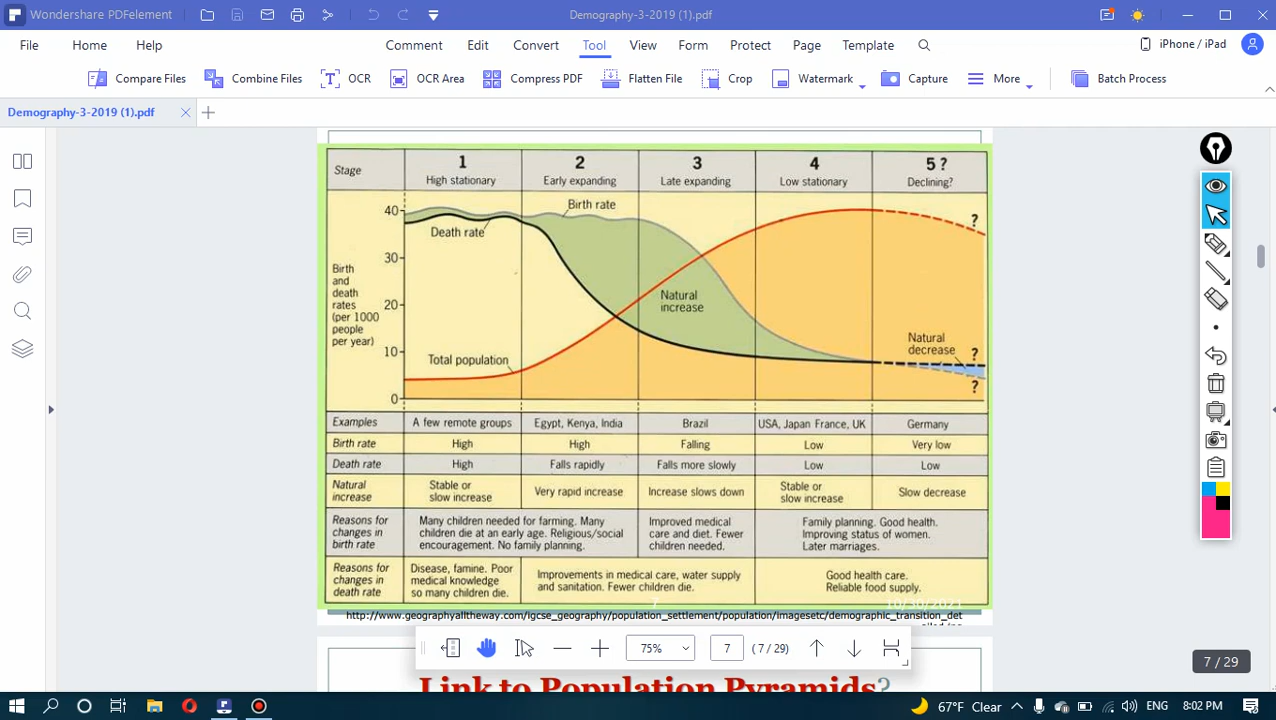 Wondershare PDFelement
Demography-3-2019 (1).pdf
File Home Help Comment Edit Convert Tool View Form Protect Page Template iPhone / iPad
Compare Files Combine Files OCR OCR Area Compress PDF Flatten File Crop Watermark Capture More Batch Process
Demography-3-2019 (1).pdf
Stage
1
High stationary
2
Early expanding
3
Late expanding
4
Low stationary
5 ?
Declining?
Birth
and
death
rates
(per 1000
people
per year)
40
30
20
10
0
Birth rate
Death rate
Natural
increase
Total population
Natural
decrease
?
?
?
Examples A few remote groups Egypt, Kenya, India Brazil USA, Japan France, UK Germany
Birth rate High High Falling Low Very low
Death rate High Falls rapidly Falls more slowly Low Low
Natural
increase
Stable or
slow increase
Very rapid increase
Increase slows down
Stable or
slow increase
Slow decrease
Reasons for
changes in
birth rate
Many children needed for farming. Many
children die at an early age. Religious/social
encouragement. No family planning.
Improved medical
care and diet. Fewer
children needed.
Family planning. Good health.
Improving status of women.
Later marriages.
Reasons for
changes in
death rate
Disease, famine. Poor
medical knowledge
so many children die.
Improvements in medical care, water supply
and sanitation. Fewer children die.
Good health care.
Reliable food supply.
7
10/30/2021
http://www.geographyalltheway.com/igcse_geography/population_settlement/population/imagesetc/demographic_transition_det
75% 7 (7 / 29)
7 / 29
Link to Population Pyramids?
67°F Clear ENG 8:02 PM